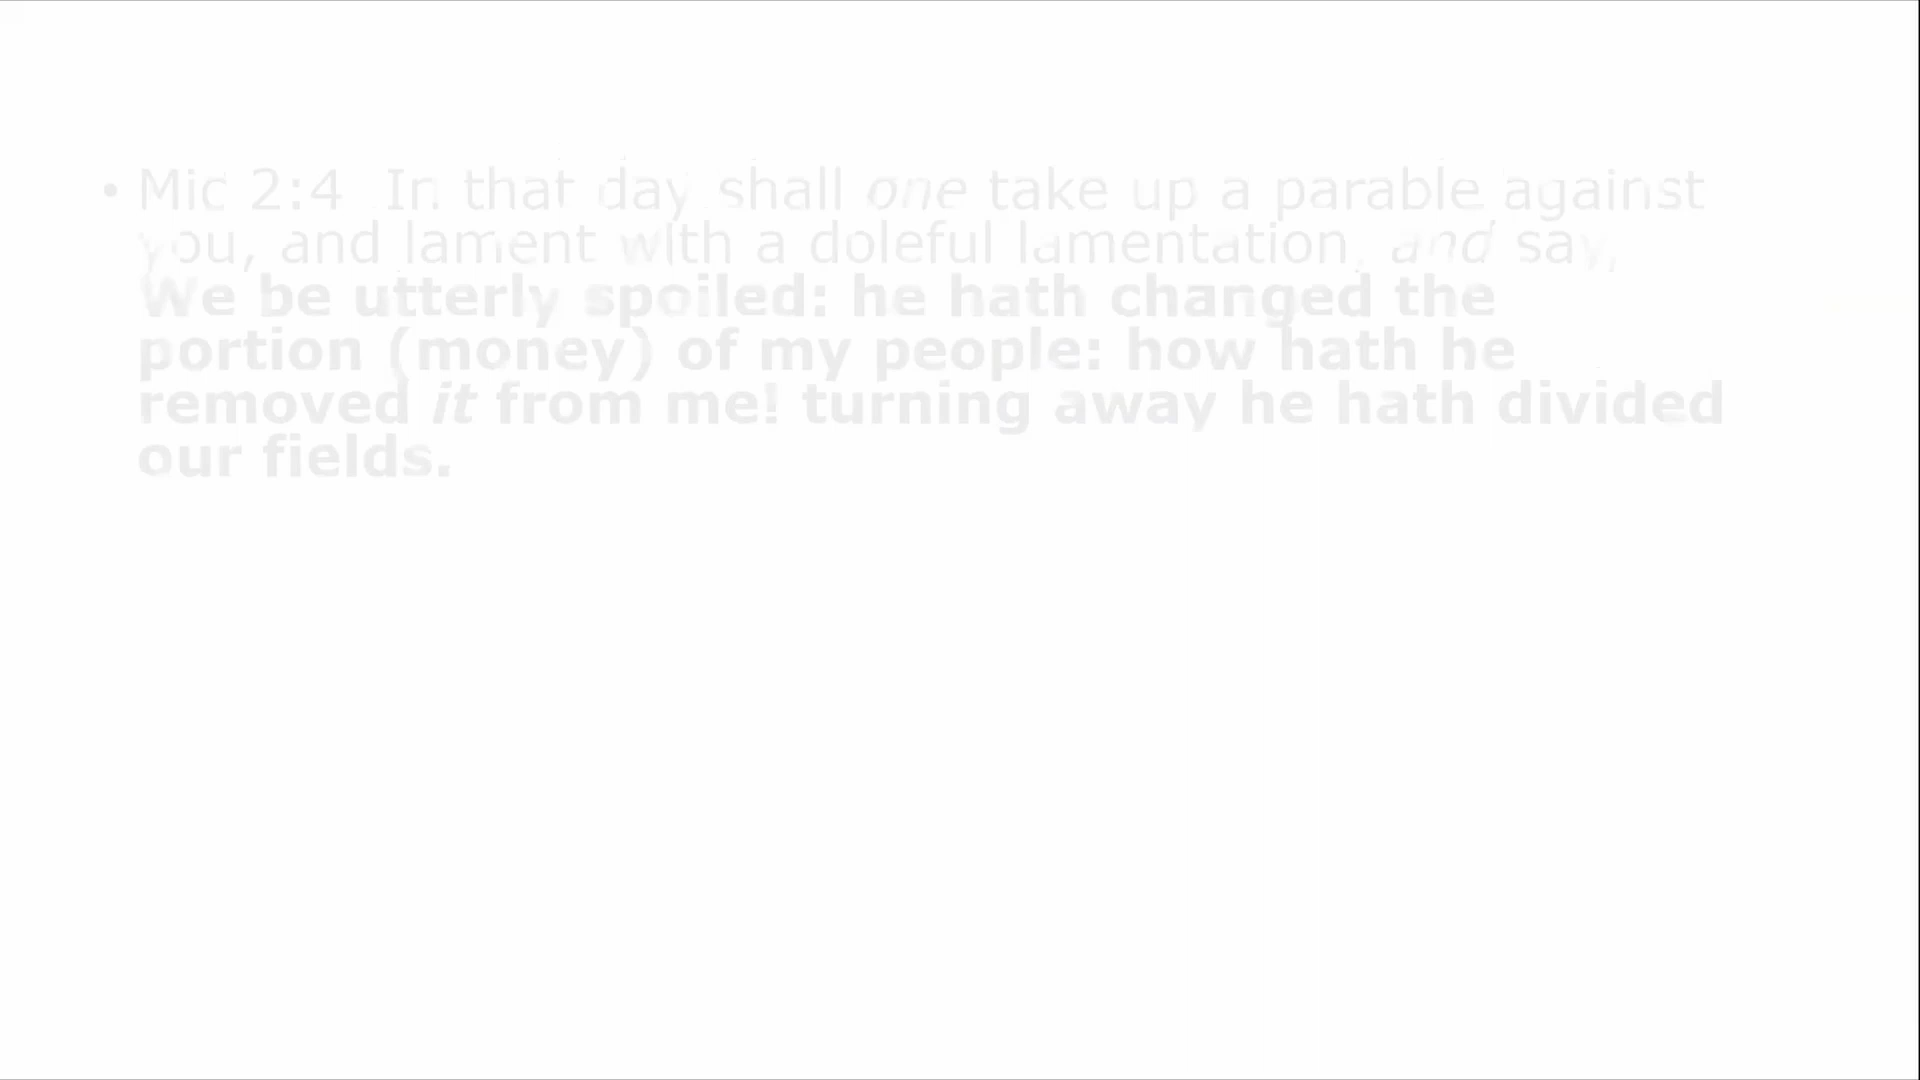 • Mic 2:4 In that day shall one take up a parable against
you, and lament with a doleful lamentation, and say,
We be utterly spoiled: he hath changed the
portion (money) of my people: how hath he
removed it from me! turning away he hath divided
our fields.